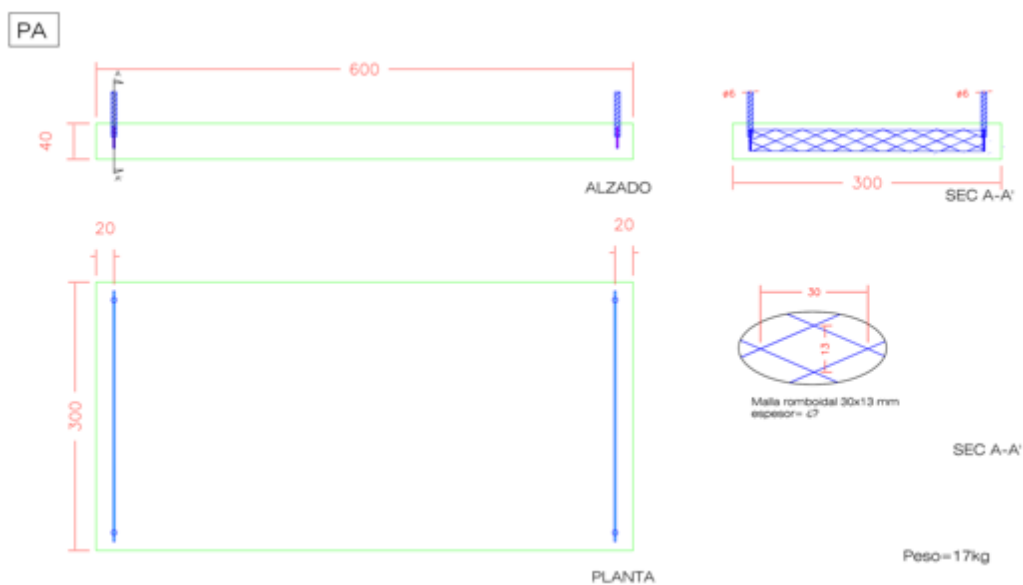 PA
600
40
ALZADO
ø6
ø6
300
SEC A-A'
20
20
300
PLANTA
30
13
Malla romboidal 30x13 mm
espesor=
SEC A-A'
Peso=17kg